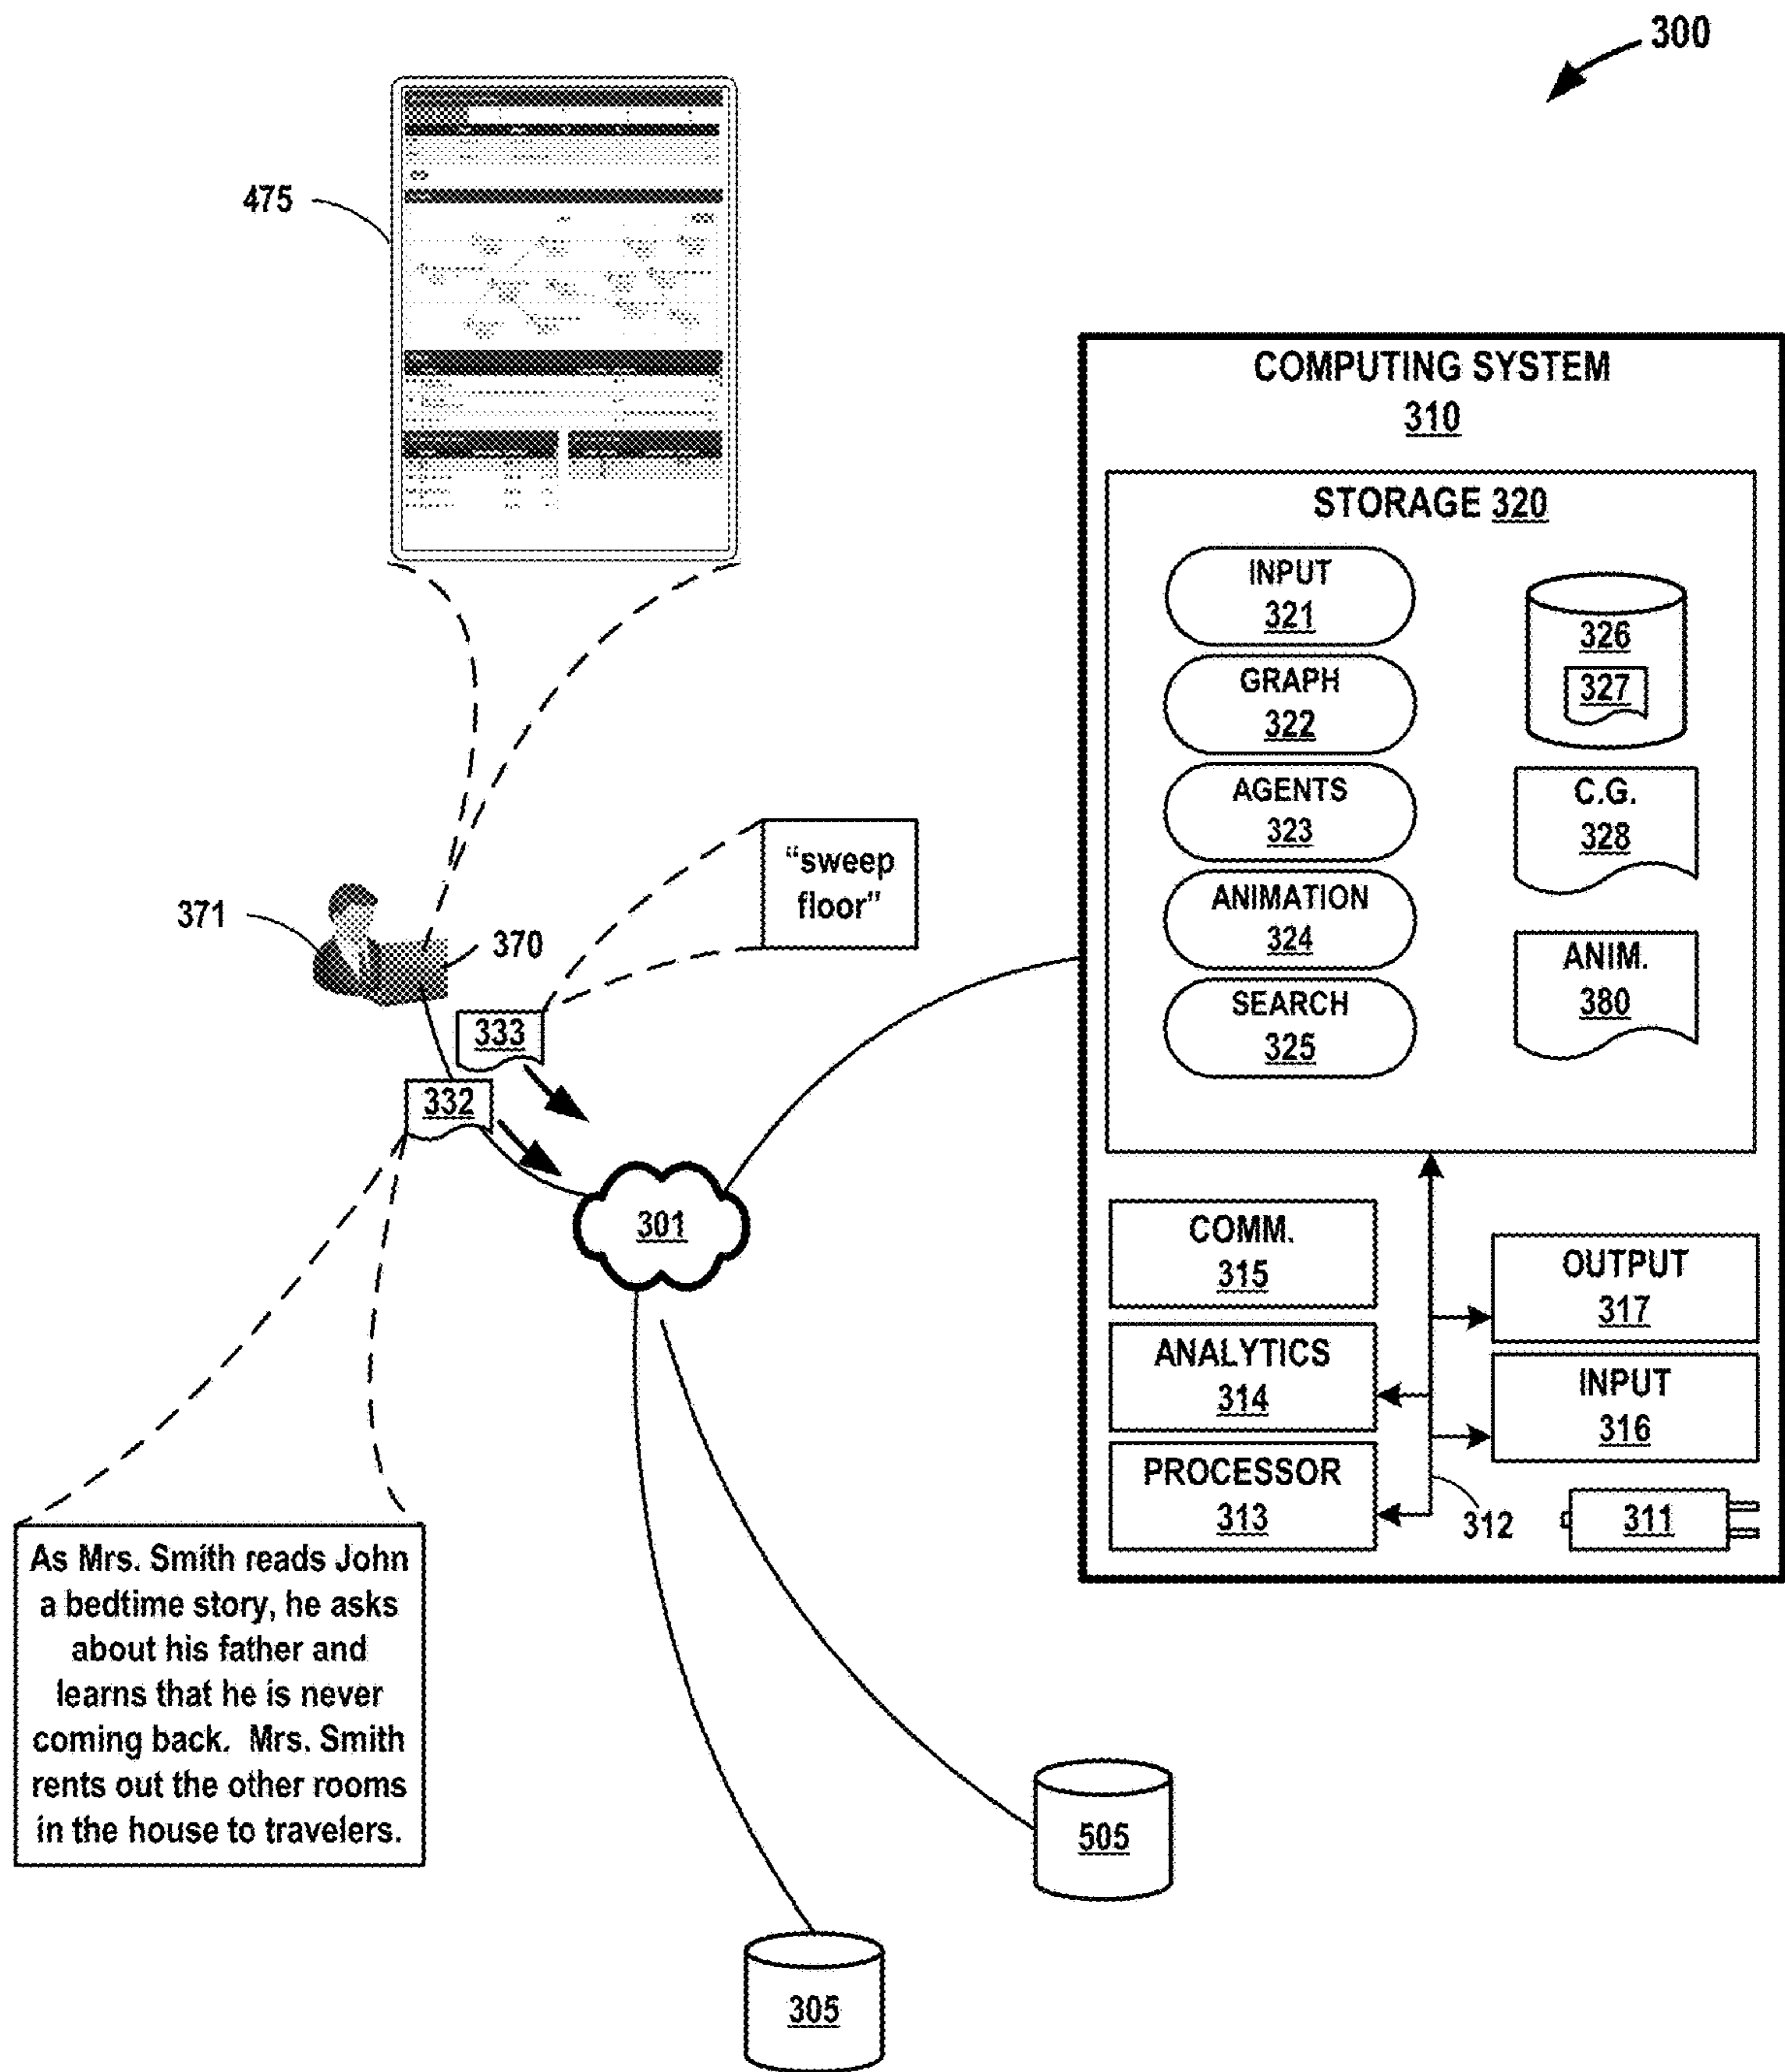 300
475
COMPUTING SYSTEM
310
STORAGE 320
INPUT
321
GRAPH
322
AGENTS
323
ANIMATION
324
SEARCH
325
326
327
C.G.
328
ANIM.
380
"sweep
floor"
371
370
333
332
301
COMM.
315
ANALYTICS
314
PROCESSOR
313
OUTPUT
317
INPUT
316
312
311
As Mrs. Smith reads John
a bedtime story, he asks
about his father and
learns that he is never
coming back.  Mrs. Smith
rents out the other rooms
in the house to travelers.
505
305